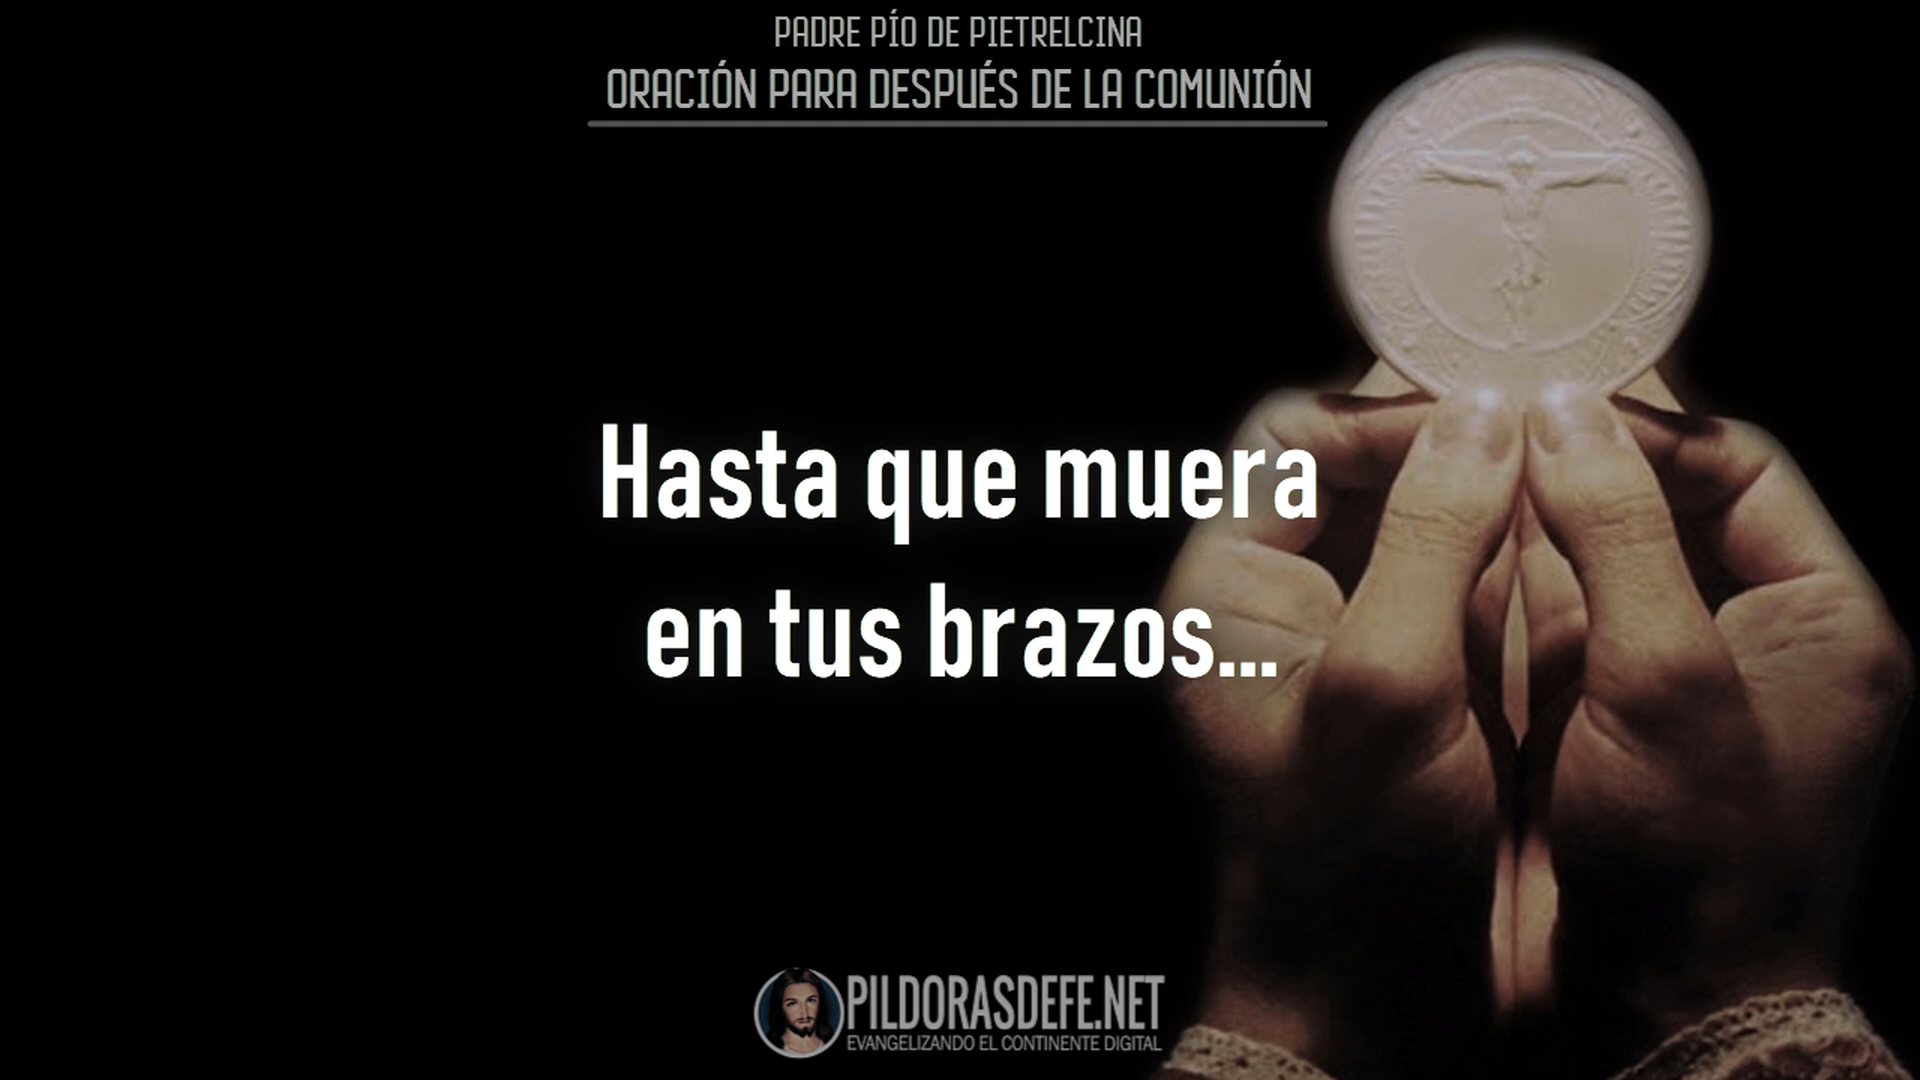 PADRE PÍO DE PIETRELCINA
ORACIÓN PARA DESPUÉS DE LA COMUNIÓN
Hasta que muera
en tus brazos...
PILDORASDEFE.NET
EVANGELIZANDO EL CONTINENTE DIGITAL